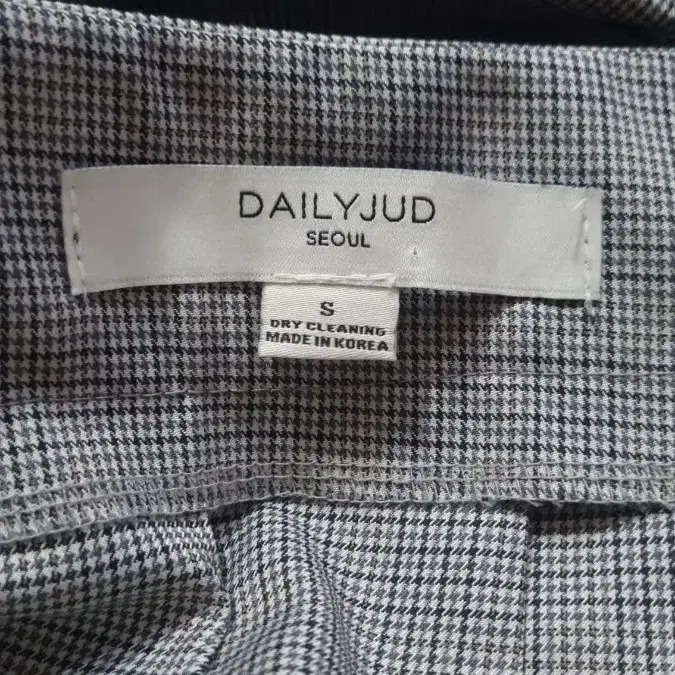 DAILYJUD
SEOUL
S
DRY CLEANING
MADE IN KOREA